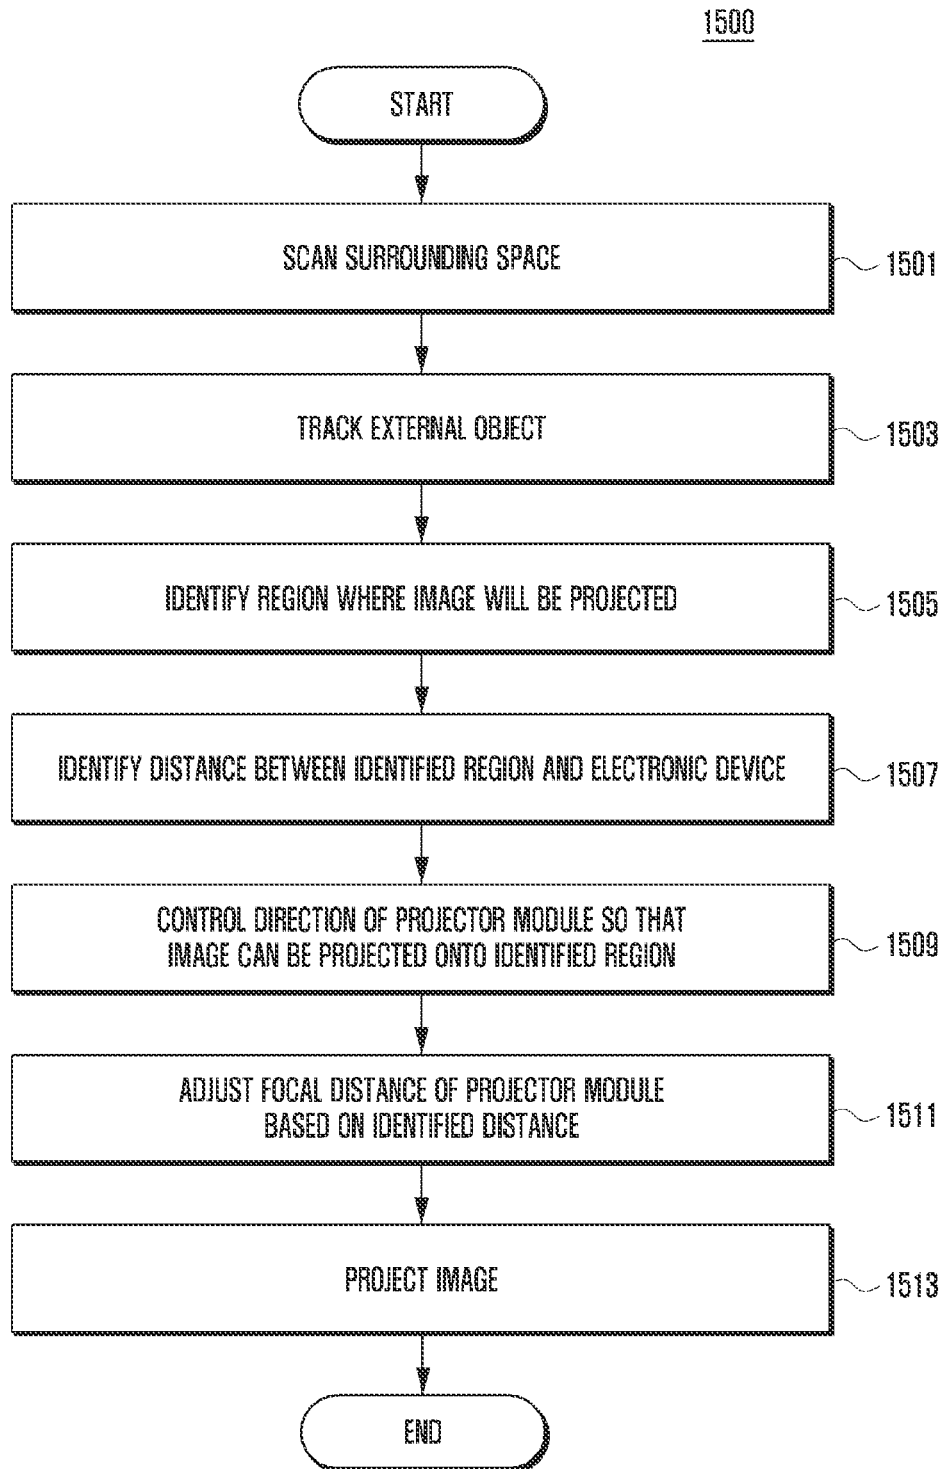 1500
START
SCAN SURROUNDING SPACE
1501
TRACK EXTERNAL OBJECT
1503
IDENTIFY REGION WHERE IMAGE WILL BE PROJECTED
1505
IDENTIFY DISTANCE BETWEEN IDENTIFIED REGION AND ELECTRONIC DEVICE
1507
CONTROL DIRECTION OF PROJECTOR MODULE SO THAT
IMAGE CAN BE PROJECTED ONTO IDENTIFIED REGION
1509
ADJUST FOCAL DISTANCE OF PROJECTOR MODULE
BASED ON IDENTIFIED DISTANCE
1511
PROJECT IMAGE
1513
END